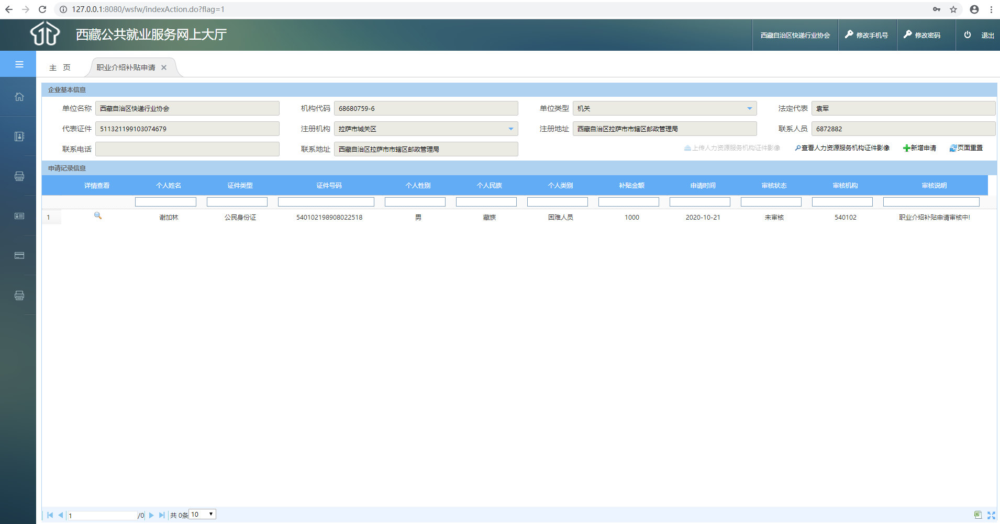 127.0.0.1:8080/wsfw/indexAction.do?flag=1
西藏公共就业服务网上大厅
西藏自治区快递行业协会 修改手机号 修改密码 退出
主 页 职业介绍补贴申请
企业基本信息
单位名称 西藏自治区快递行业协会 机构代码 68680759-6 单位类型 机关 法定代表 袁军
代表证件 511321199103074679 注册机构 拉萨市城关区 注册地址 西藏自治区拉萨市市辖区邮政管理局 联系人员 6872882
联系电话 联系地址 西藏自治区拉萨市市辖区邮政管理局 上传人力资源服务机构证件影像 查看人力资源服务机构证件影像 新增申请 页面重置
申请记录信息
详情查看 个人姓名 证件类型 证件号码 个人性别 个人民族 个人类别 补贴金额 申请时间 审核状态 审核机构 审核说明
1 谢加林 公民身份证 540102198908022518 男 藏族 困难人员 1000 2020-10-21 未审核 540102 职业介绍补贴申请审核中!
1 /0 共 0条 10